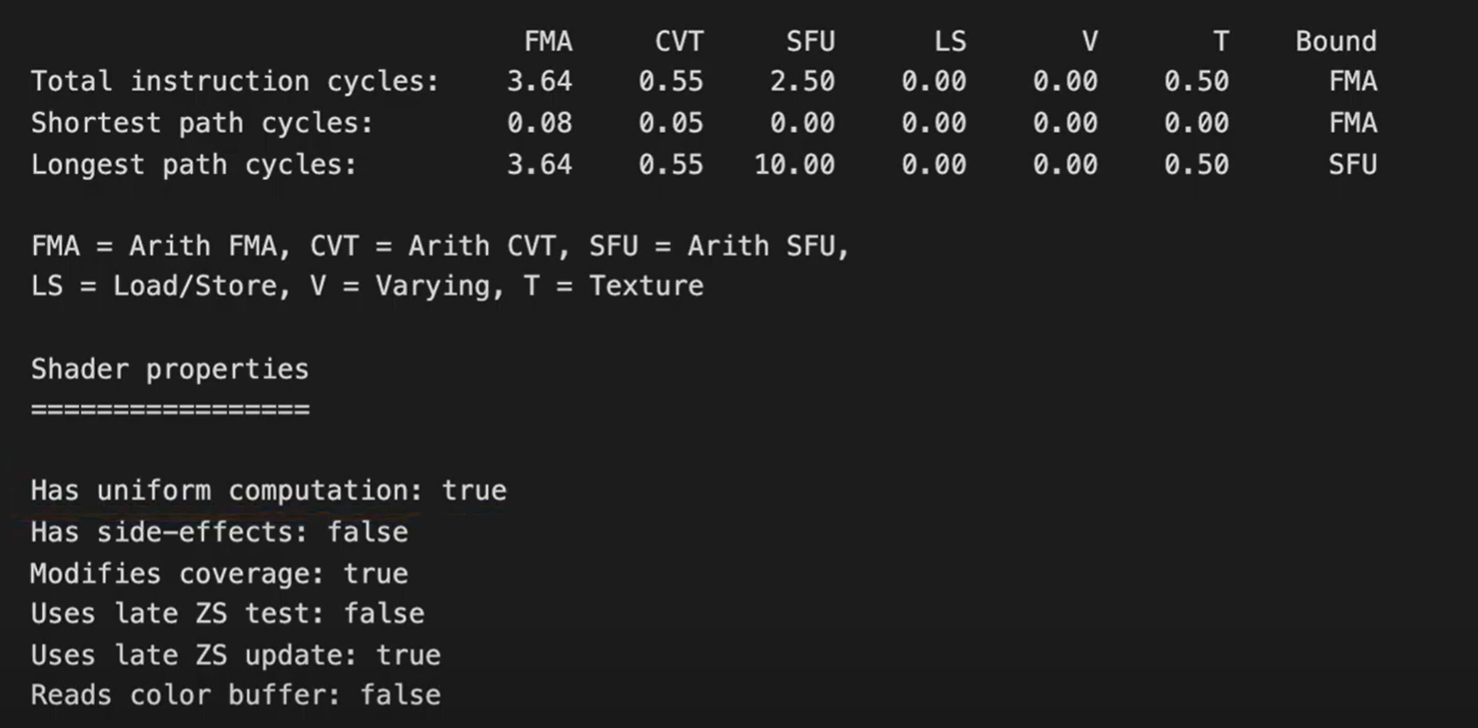 FMA CVT SFU LS V T Bound
Total instruction cycles: 3.64 0.55 2.50 0.00 0.00 0.50 FMA
Shortest path cycles: 0.08 0.05 0.00 0.00 0.00 0.00 FMA
Longest path cycles: 3.64 0.55 10.00 0.00 0.00 0.50 SFU
FMA = Arith FMA, CVT = Arith CVT, SFU = Arith SFU,
LS = Load/Store, V = Varying, T = Texture
Shader properties
=================
Has uniform computation: true
Has side-effects: false
Modifies coverage: true
Uses late ZS test: false
Uses late ZS update: true
Reads color buffer: false